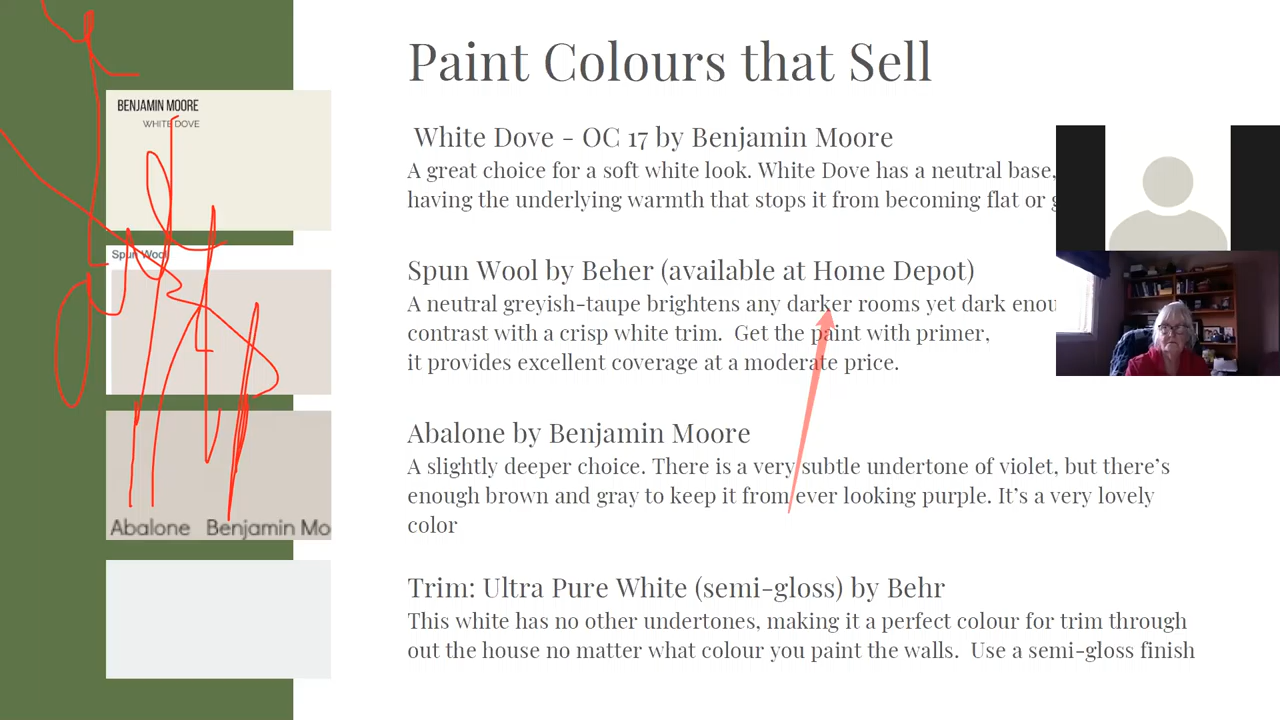 Paint Colours that Sell
BENJAMIN MOORE
WHITE DOVE
White Dove - OC 17 by Benjamin Moore
A great choice for a soft white look. White Dove has a neutral base,
having the underlying warmth that stops it from becoming flat or
Spun Wool
Spun Wool by Beher (available at Home Depot)
A neutral greyish-taupe brightens any darker rooms yet dark
contrast with a crisp white trim. Get the paint with primer,
it provides excellent coverage at a moderate price.
Abalone by Benjamin Moore
A slightly deeper choice. There is a very subtle undertone of violet, but there's
enough brown and gray to keep it from ever looking purple. It's a very lovely
color
Abalone Benjamin Mo
Trim: Ultra Pure White (semi-gloss) by Behr
This white has no other undertones, making it a perfect colour for trim through
out the house no matter what colour you paint the walls. Use a semi-gloss finish